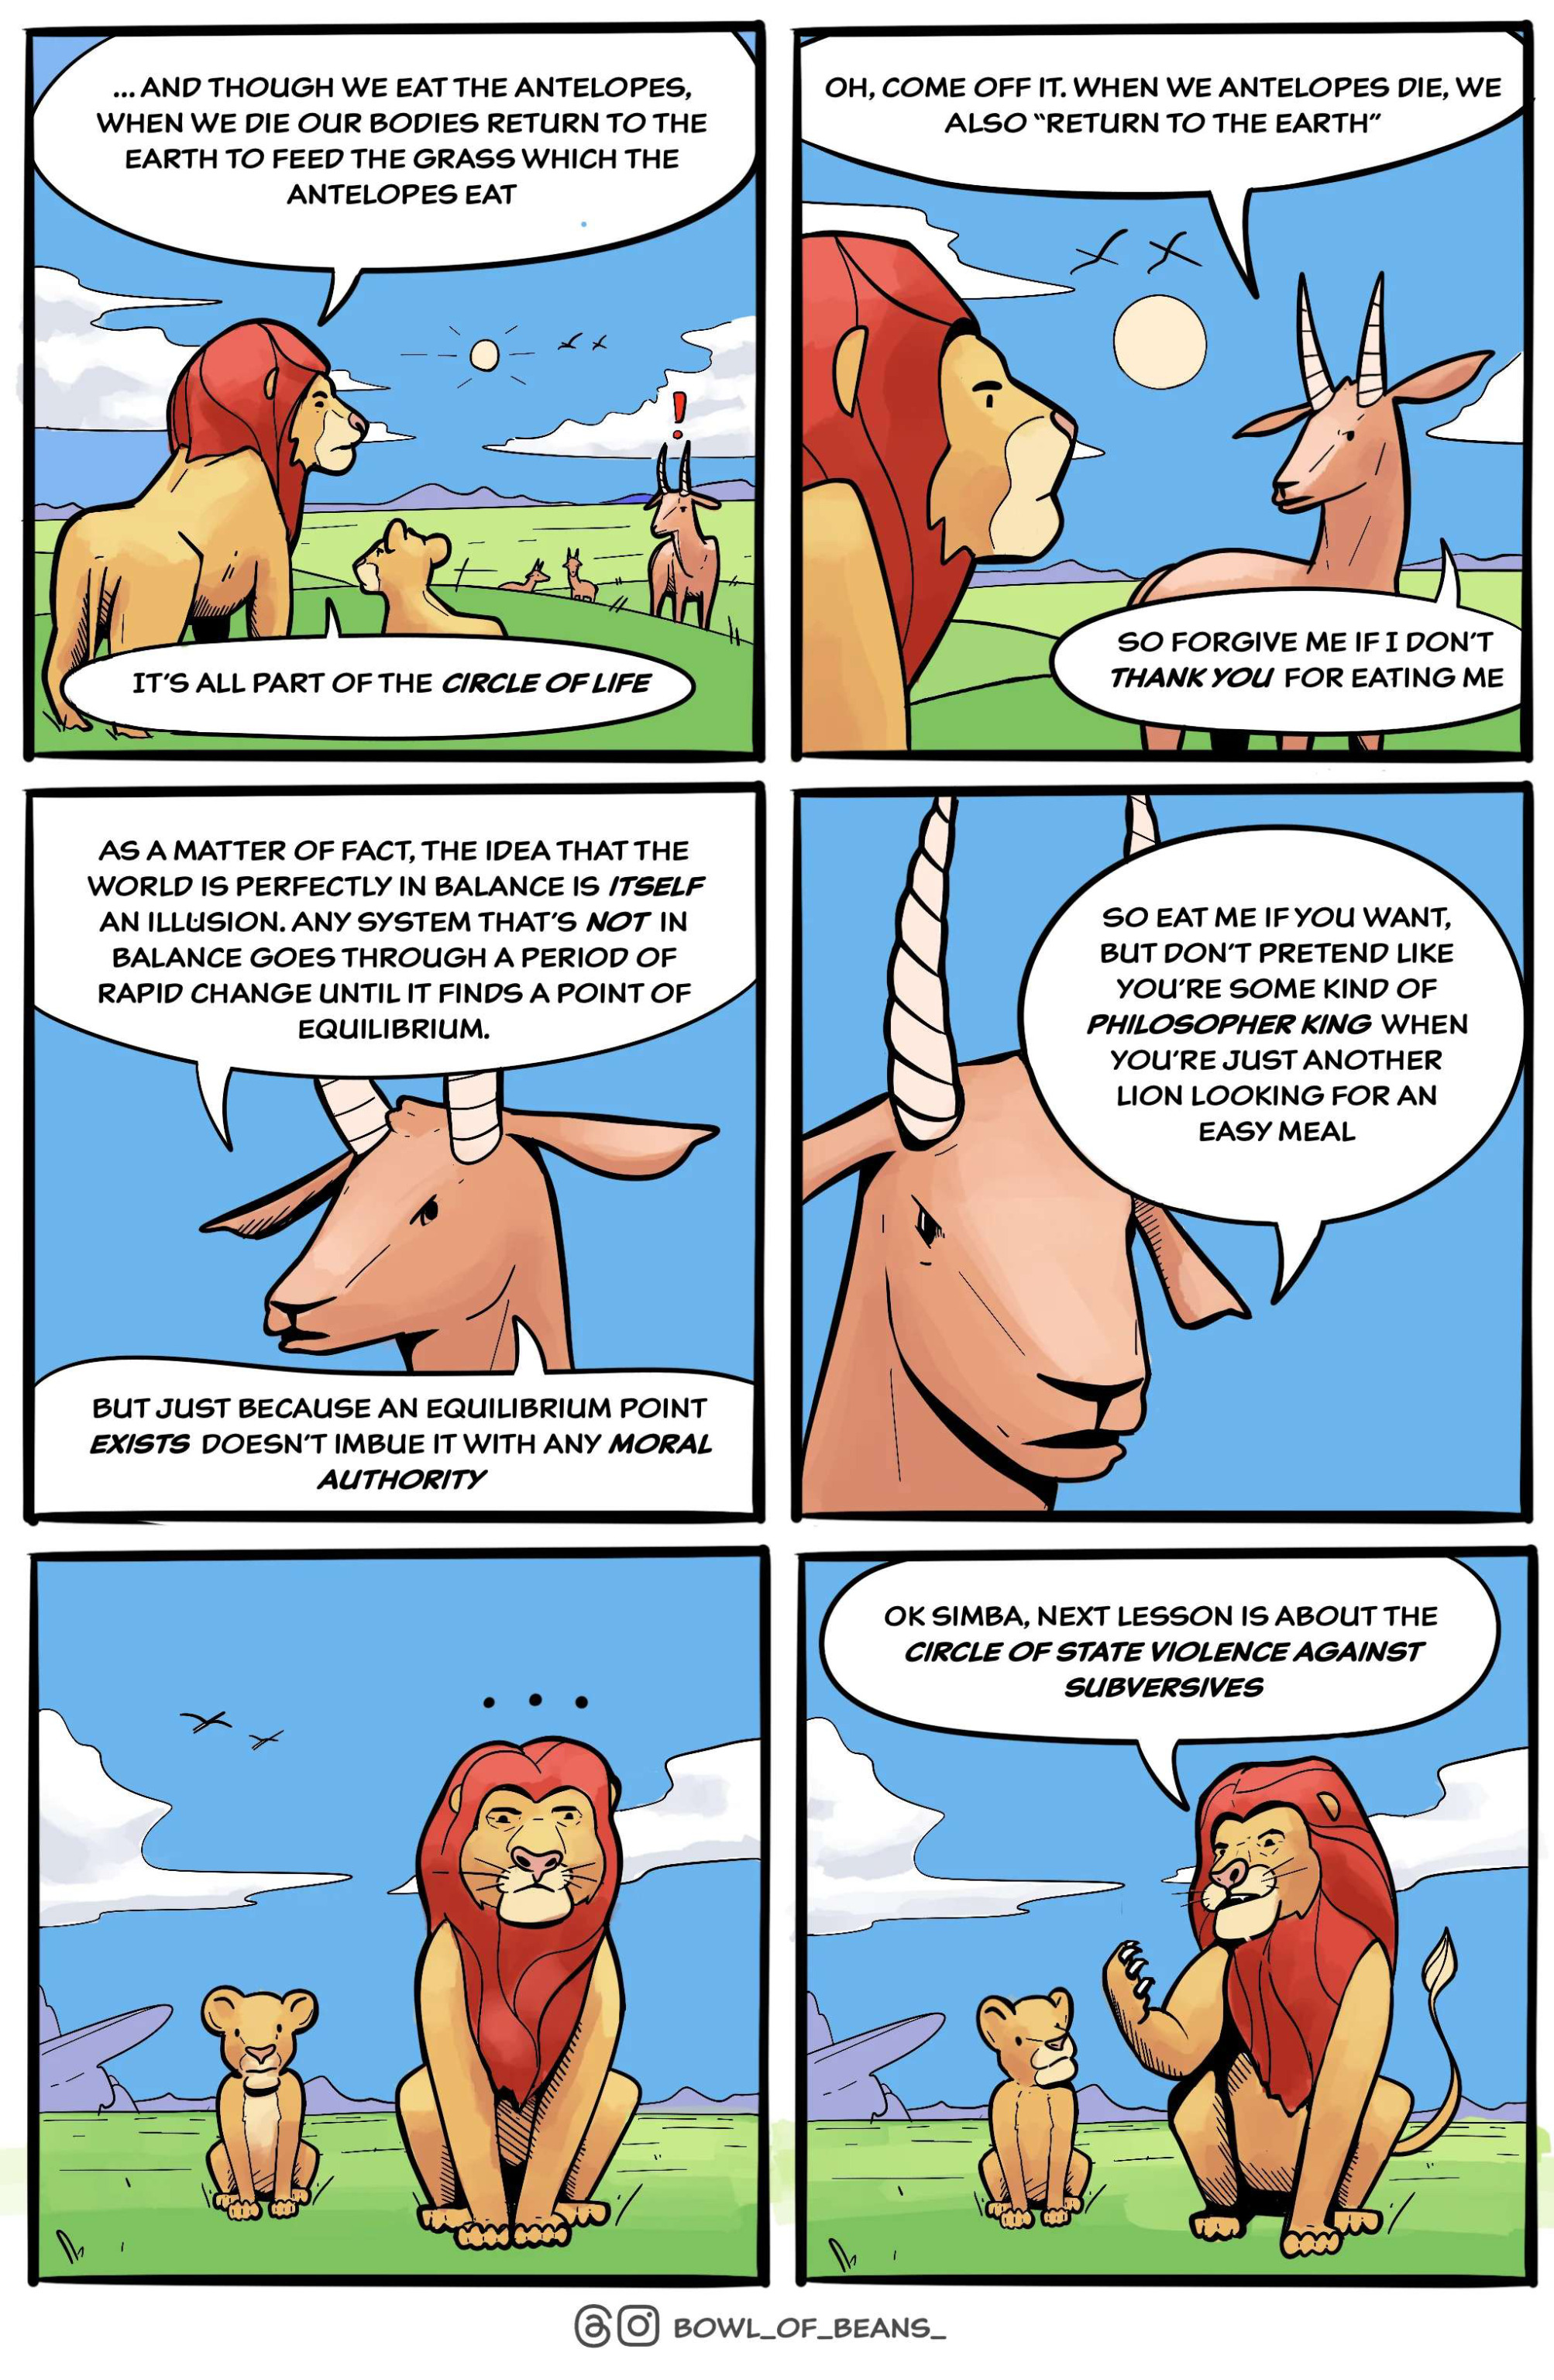 ... AND THOUGH WE EAT THE ANTELOPES,
WHEN WE DIE OUR BODIES RETURN TO THE
EARTH TO FEED THE GRASS WHICH THE
ANTELOPES EAT
!
IT'S ALL PART OF THE CIRCLE OF LIFE
OH, COME OFF IT. WHEN WE ANTELOPES DIE, WE
ALSO "RETURN TO THE EARTH"
SO FORGIVE ME IF I DON'T
THANK YOU FOR EATING ME
AS A MATTER OF FACT, THE IDEA THAT THE
WORLD IS PERFECTLY IN BALANCE IS ITSELF
AN ILLUSION. ANY SYSTEM THAT'S NOT IN
BALANCE GOES THROUGH A PERIOD OF
RAPID CHANGE UNTIL IT FINDS A POINT OF
EQUILIBRIUM.
BUT JUST BECAUSE AN EQUILIBRIUM POINT
EXISTS DOESN'T IMBUE IT WITH ANY MORAL
AUTHORITY
SO EAT ME IF YOU WANT,
BUT DON'T PRETEND LIKE
YOU'RE SOME KIND OF
PHILOSOPHER KING WHEN
YOU'RE JUST ANOTHER
LION LOOKING FOR AN
EASY MEAL
...
OK SIMBA, NEXT LESSON IS ABOUT THE
CIRCLE OF STATE VIOLENCE AGAINST
SUBVERSIVES
BOWL_OF_BEANS_